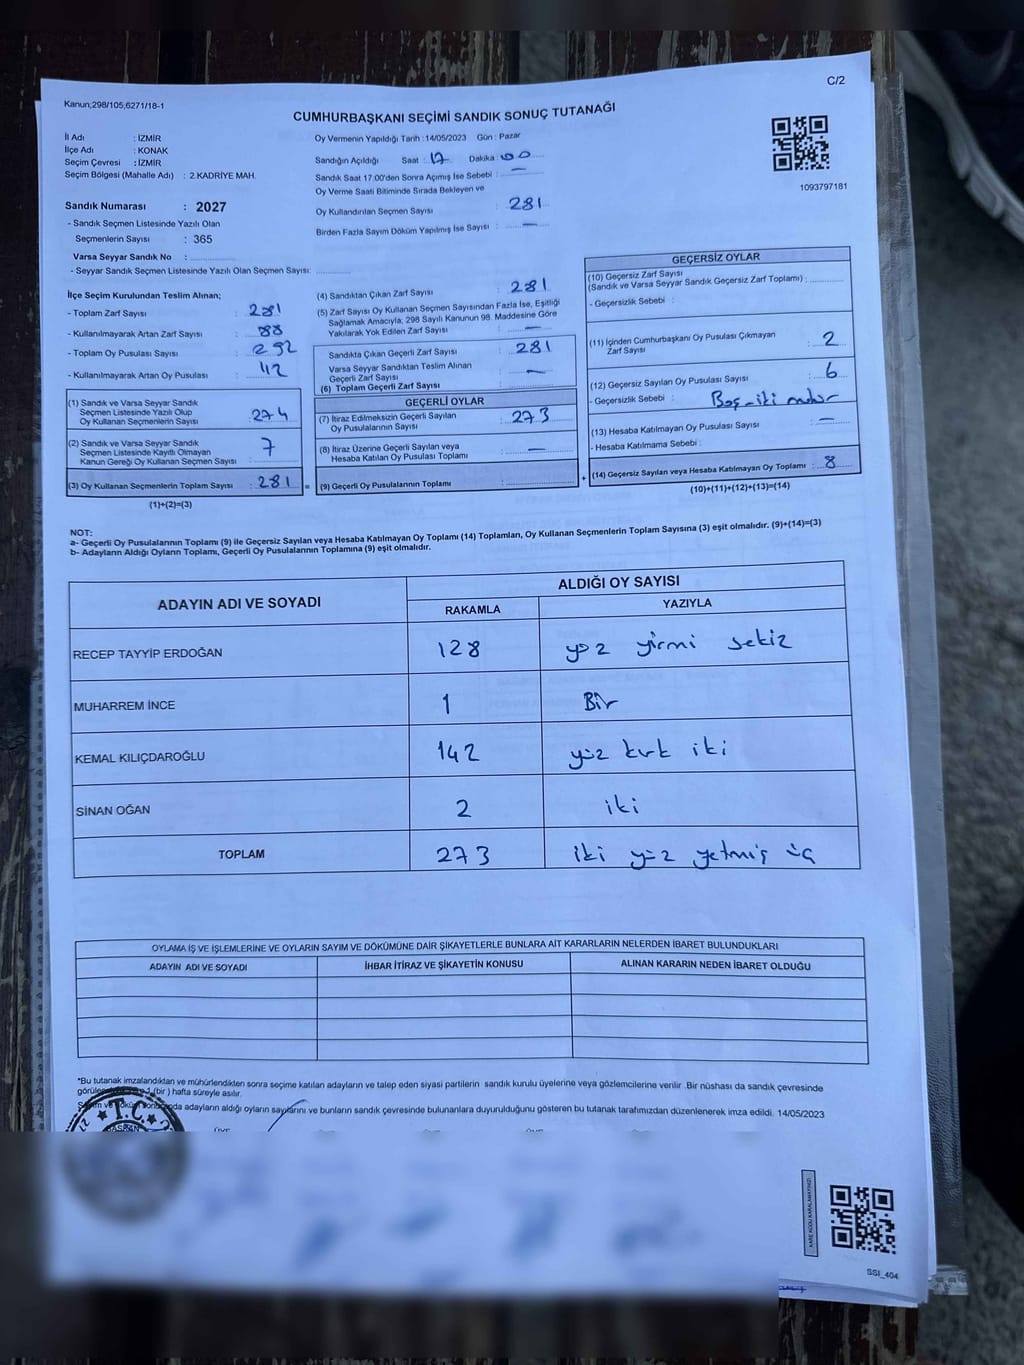 C/2
Kanun;298/105;6271/18-1
CUMHURBAŞKANI SEÇİMİ SANDIK SONUÇ TUTANAĞI
İl Adı : İZMİR
İlçe Adı : KONAK
Seçim Çevresi : İZMİR
Seçim Bölgesi (Mahalle Adı) : 2.KADRİYE MAH.
Oy Vermenin Yapıldığı Tarih : 14/05/2023 Gün : Pazar
Sandığın Açıldığı Saat : 17 Dakika : 00
Sandık Saat 17:00'den Sonra Açımış İse Sebebi : —
Oy Verme Saati Bitiminde Sırada Bekleyen ve
Oy Kullandırılan Seçmen Sayısı : 281
Birden Fazla Sayım Döküm Yapılmış İse Sayısı : —
1093797181
Sandık Numarası : 2027
- Sandık Seçmen Listesinde Yazılı Olan
Seçmenlerin Sayısı : 365
Varsa Seyyar Sandık No :
- Seyyar Sandık Seçmen Listesinde Yazılı Olan Seçmen Sayısı:
İlçe Seçim Kurulundan Teslim Alınan;
- Toplam Zarf Sayısı : 281
- Kullanılmayarak Artan Zarf Sayısı : 88
- Toplam Oy Pusulası Sayısı :
- Kullanılmayarak Artan Oy Pusulası : 112
(1) Sandık ve Varsa Seyyar Sandık
Seçmen Listesinde Yazılı Olup
Oy Kullanan Seçmenlerin Sayısı : 274
(2) Sandık ve Varsa Seyyar Sandık
Seçmen Listesinde Kayıtlı Olmayan
Kanun Gereği Oy Kullanan Seçmen Sayısı : 7
(3) Oy Kullanan Seçmenlerin Toplam Sayısı : 281 =
(1)+(2)=(3)
(4) Sandıktan Çıkan Zarf Sayısı : 281
(5) Zarf Sayısı Oy Kullanan Seçmen Sayısından Fazla İse, Eşitliği
Sağlamak Amacıyla; 298 Sayılı Kanunun 98. Maddesine Göre
Yakılarak Yok Edilen Zarf Sayısı : —
Sandıkta Çıkan Geçerli Zarf Sayısı : 281
Varsa Seyyar Sandıktan Teslim Alınan
Geçerli Zarf Sayısı : —
(6) Toplam Geçerli Zarf Sayısı :
GEÇERLİ OYLAR
(7) İtiraz Edilmeksizin Geçerli Sayılan
Oy Pusulalarının Sayısı : 273
(8) İtiraz Üzerine Geçerli Sayılan veya
Hesaba Katılan Oy Pusulası Toplamı : —
(9) Geçerli Oy Pusulalarının Toplamı : +
GEÇERSİZ OYLAR
(10) Geçersiz Zarf Sayısı
(Sandık ve Varsa Seyyar Sandık Geçersiz Zarf Toplamı) :
- Geçersizlik Sebebi :
(11) İçinden Cumhurbaşkanı Oy Pusulası Çıkmayan
Zarf Sayısı : 2
(12) Geçersiz Sayılan Oy Pusulası Sayısı : 6
- Geçersizlik Sebebi : Boş-iki mühür
(13) Hesaba Katılmayan Oy Pusulası Sayısı : —
- Hesaba Katılmama Sebebi :
(14) Geçersiz Sayılan veya Hesaba Katılmayan Oy Toplamı : 8
(10)+(11)+(12)+(13)=(14)
NOT:
a- Geçerli Oy Pusulalarının Toplamı (9) ile Geçersiz Sayılan veya Hesaba Katılmayan Oy Toplamı (14) Toplamları, Oy Kullanan Seçmenlerin Toplam Sayısına (3) eşit olmalıdır. (9)+(14)=(3)
b- Adayların Aldığı Oyların Toplamı, Geçerli Oy Pusulalarının Toplamına (9) eşit olmalıdır.
ADAYIN ADI VE SOYADI
ALDIĞI OY SAYISI
RAKAMLA YAZIYLA
RECEP TAYYİP ERDOĞAN 128 yüz yirmi sekiz
MUHARREM İNCE 1 Bir
KEMAL KILIÇDAROĞLU 142 yüz kırk iki
SİNAN OĞAN 2 iki
TOPLAM 273 iki yüz yetmiş üç
OYLAMA İŞ VE İŞLEMLERİNE VE OYLARIN SAYIM VE DÖKÜMÜNE DAİR ŞİKAYETLERLE BUNLARA AİT KARARLARIN NELERDEN İBARET BULUNDUKLARI
ADAYIN ADI VE SOYADI İHBAR İTİRAZ VE ŞİKAYETİN KONUSU ALINAN KARARIN NEDEN İBARET OLDUĞU
*Bu tutanak imzalandıktan ve mühürlendikten sonra seçime katılan adayların ve talep eden siyasi partilerin sandık kurulu üyelerine veya gözlemcilerine verilir .Bir nüshası da sandık çevresinde
1 (bir ) hafta süreyle asılır.
adayların aldığı oyların sayılarını ve bunların sandık çevresinde bulunanlara duyurulduğunu gösteren bu tutanak tarafımızdan düzenlenerek imza edildi. 14/05/2023
T.C.
SSI_404